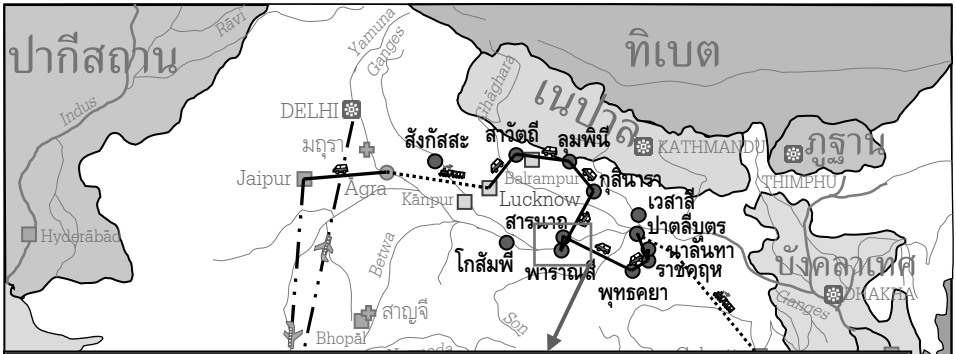 ปากีสถาน
Rāvi
Indus
Yamuna
Ganges
Ghāghara
ทิเบต
เนปาล
ภูฐาน
DELHI
มถุรา
สังกัสสะ
สาวัตถี
ลุมพินี
KATHMANDU
THIMPHU
Jaipur
Agra
Balrampur
Lucknow
Kānpur
กุสินารา
เวสาลี
ปาตลีบุตร
นาลันทา
ราชคฤห
Hyderābād
Betwa
โกสัมพี
สารนาถ
พาราณสี
พุทธคยา
บังคลาเทศ
DHAKHA
Ganges
สาญจี
Bhopāl
Son